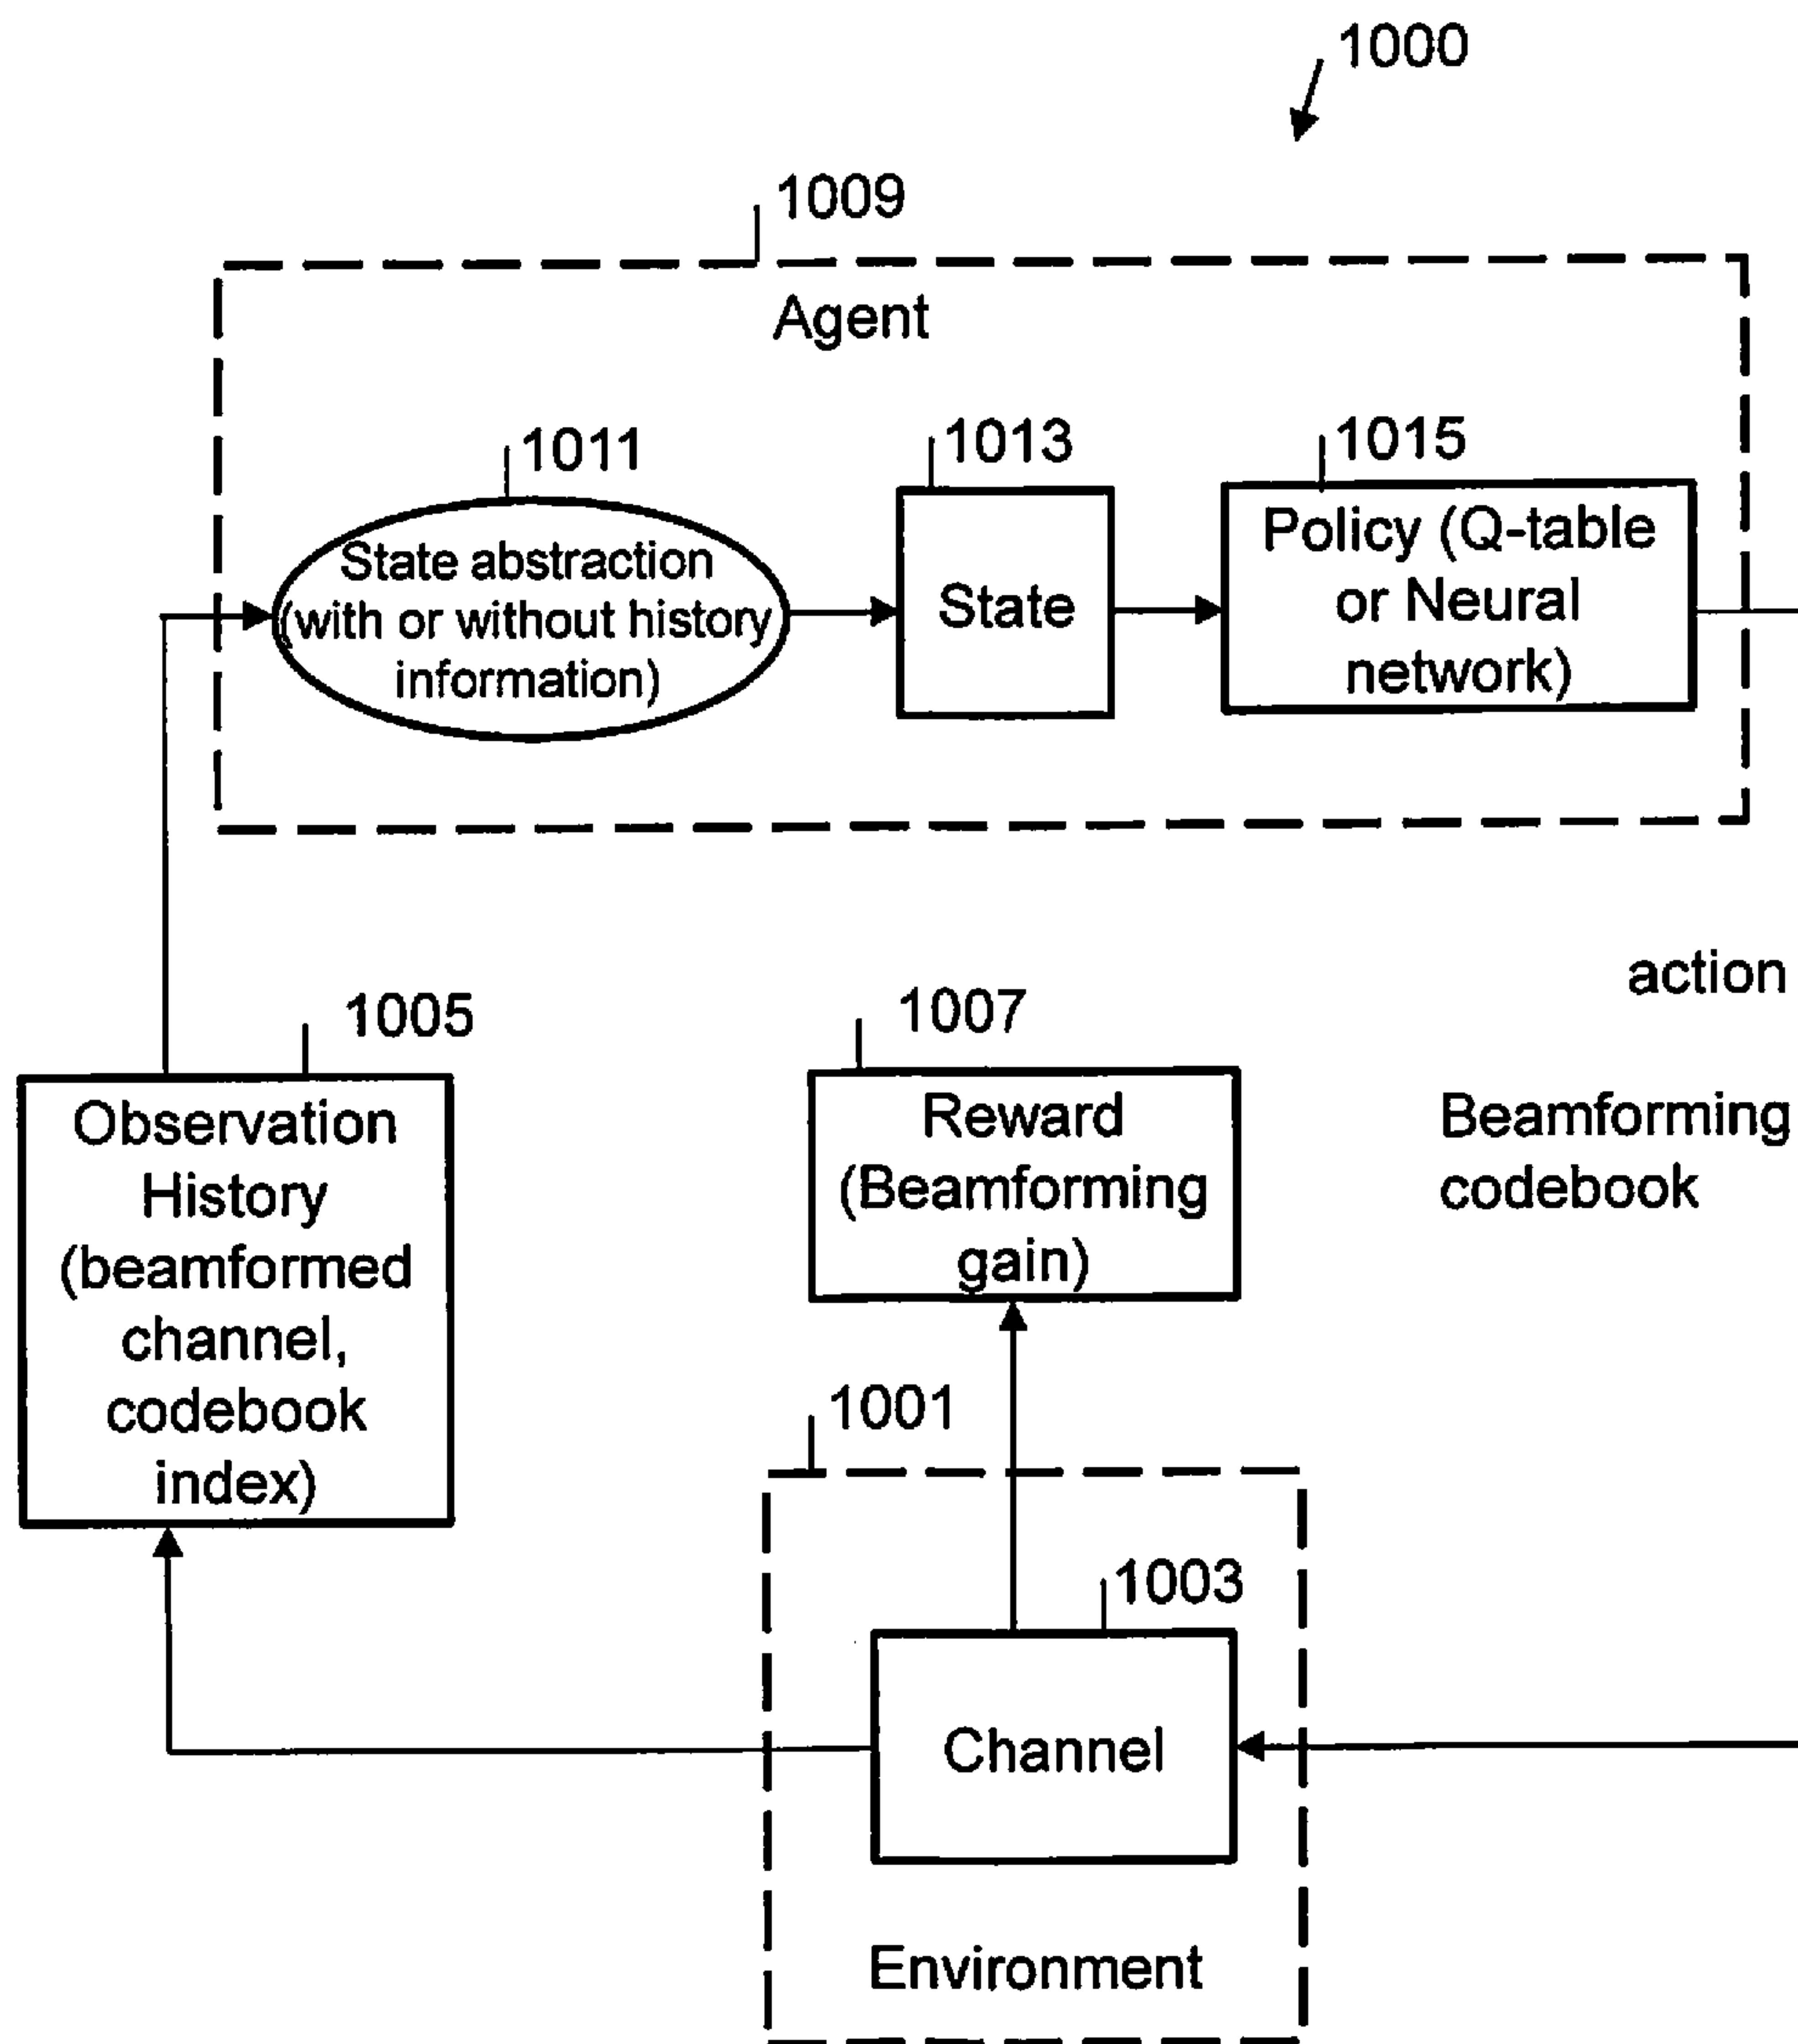 1000
1009
Agent
1011
1013
1015
State abstraction
(with or without history
information)
State
Policy (Q-table
or Neural
network)
action
1005
1007
Observation
History
(beamformed
channel,
codebook
index)
Reward
(Beamforming
gain)
Beamforming
codebook
1001
1003
Channel
Environment